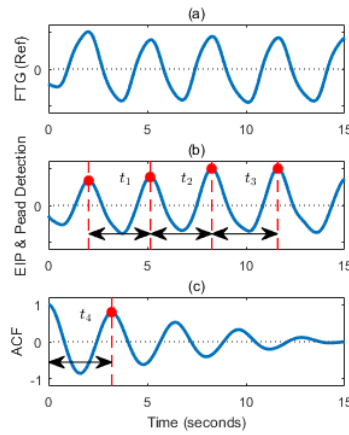 (a)
FTG (Ref)
0
0 5 10 15
(b)
EIP & Pead Detection
t1 t2 t3
0
0 5 10 15
(c)
ACF
t4
1
0
-1
0 5 10 15
Time (seconds)